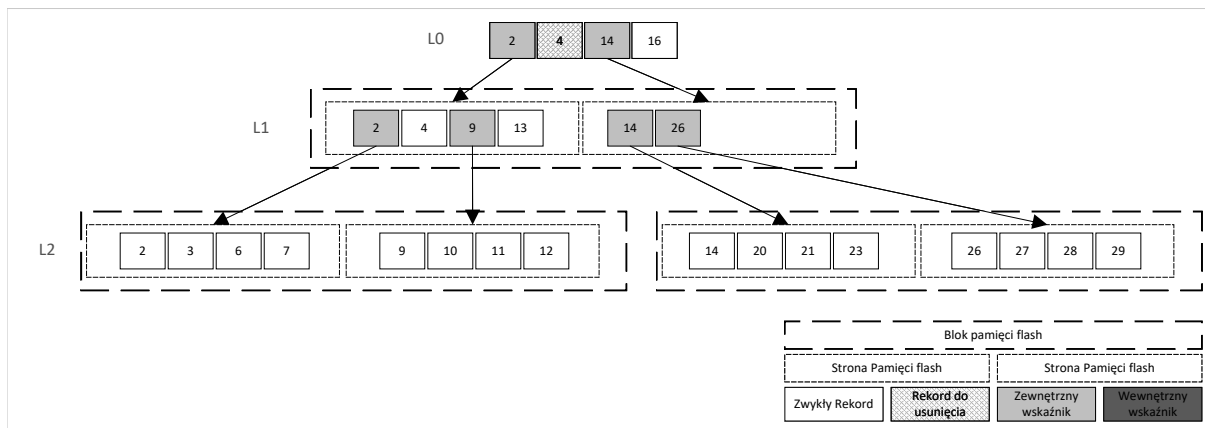 L0
2 4 14 16
L1
2 4 9 13 14 26
L2
2 3 6 7 9 10 11 12 14 20 21 23 26 27 28 29
Blok pamięci flash
Strona Pamięci flash Strona Pamięci flash
Zwykły Rekord
Rekord do
usunięcia
Zewnętrzny
wskaźnik
Wewnętrzny
wskaźnik